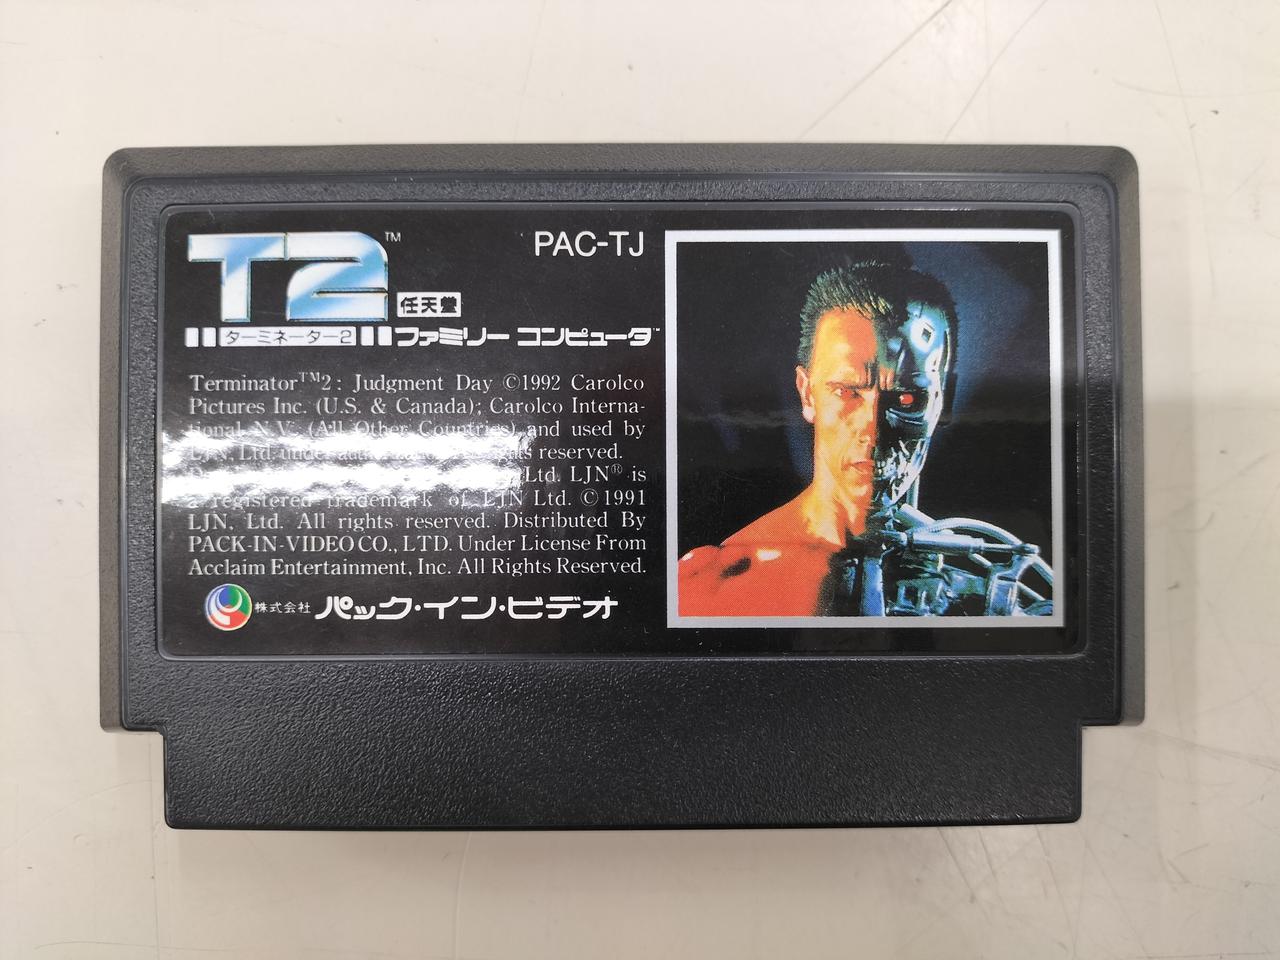 T2™
PAC-TJ
任天堂
ターミネーター2
ファミリー コンピュータ™
Terminator™2: Judgment Day ©1992 Carolco
Pictures Inc. (U.S. & Canada); Carolco Interna-
tional N.V. (All Other Countries) and used by
LJN, Ltd. under reserved.
Ltd. LJN® is
a registered trademark of LJN Ltd. ©1991
LJN, Ltd. All rights reserved. Distributed By
PACK-IN-VIDEO CO., LTD. Under License From
Acclaim Entertainment, Inc. All Rights Reserved.
株式会社 パック・イン・ビデオ